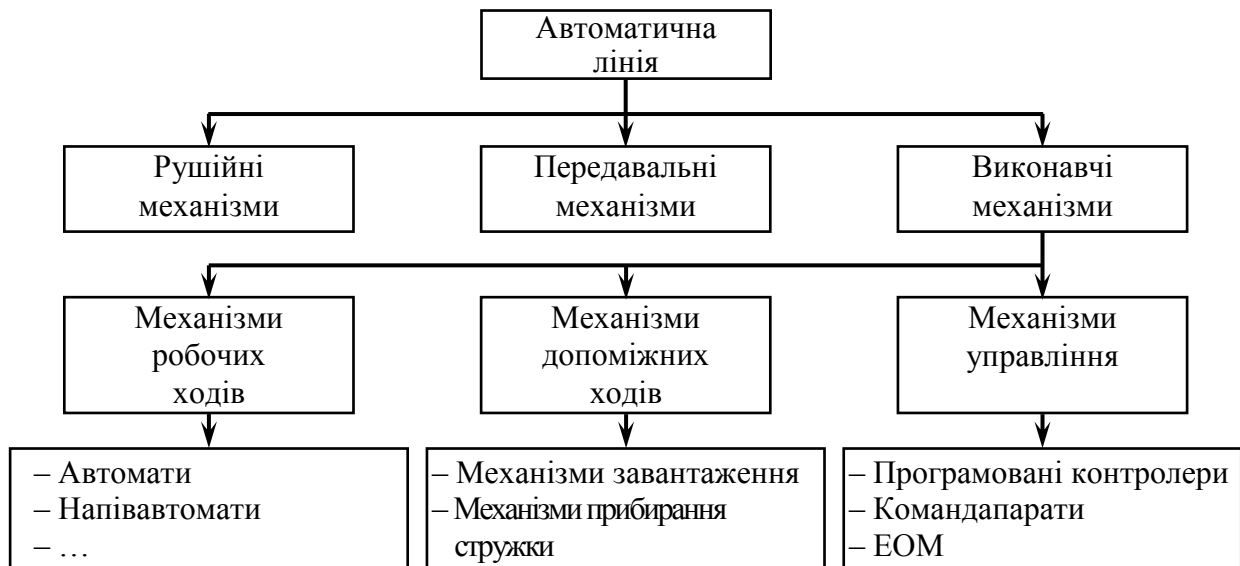 Автоматична
лінія
Рушійні
механізми
Передавальні
механізми
Виконавчі
механізми
Механізми
робочих
ходів
Механізми
допоміжних
ходів
Механізми
управління
– Автомати
– Напівавтомати
– …
– Механізми завантаження
– Механізми прибирання
стружки
– Програмовані контролери
– Командапарати
– ЕОМ